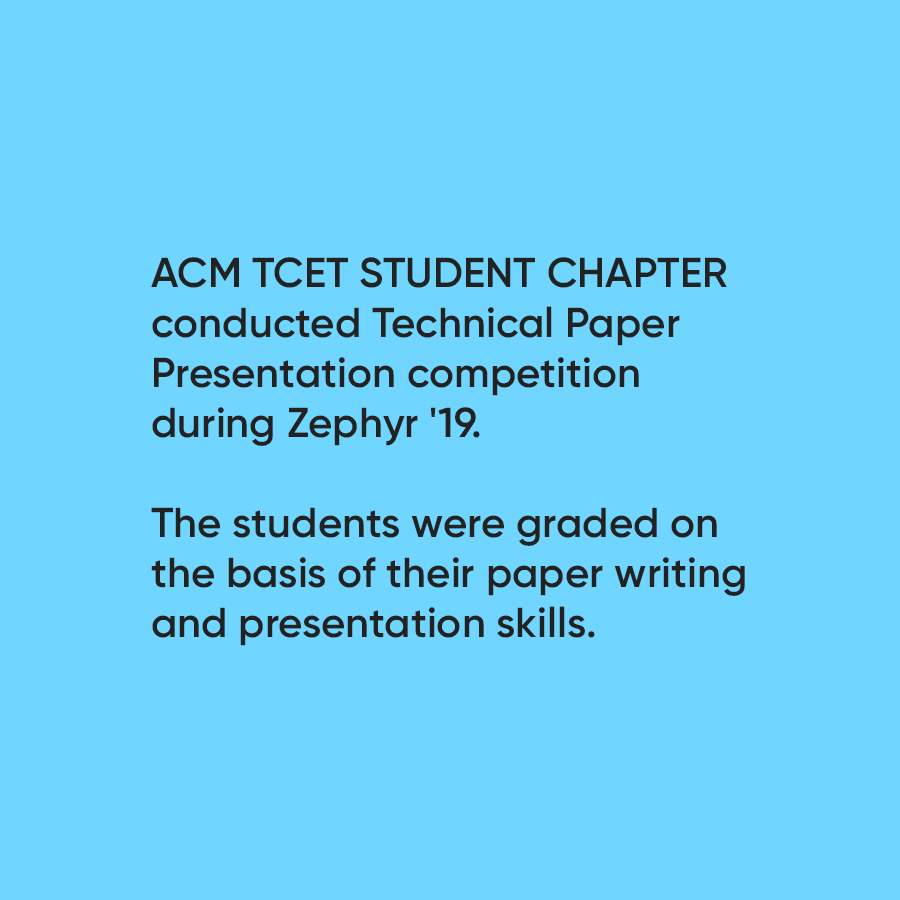 ACM TCET STUDENT CHAPTER
conducted Technical Paper
Presentation competition
during Zephyr '19.
The students were graded on
the basis of their paper writing
and presentation skills.